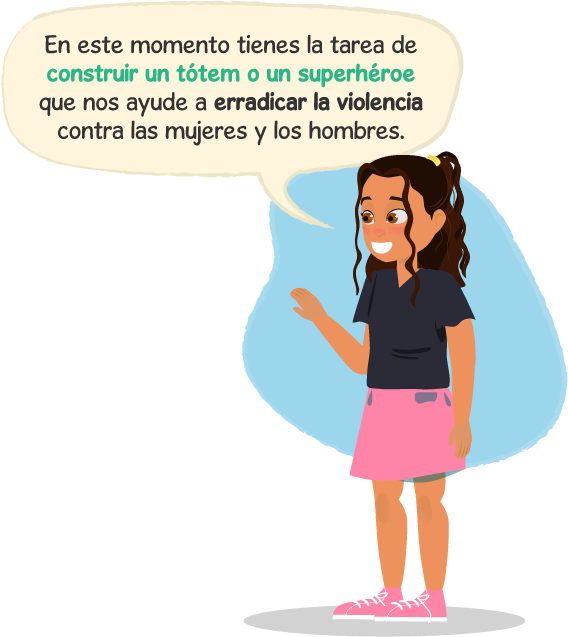 En este momento tienes la tarea de
construir un tótem o un superhéroe
que nos ayude a erradicar la violencia
contra las mujeres y los hombres.